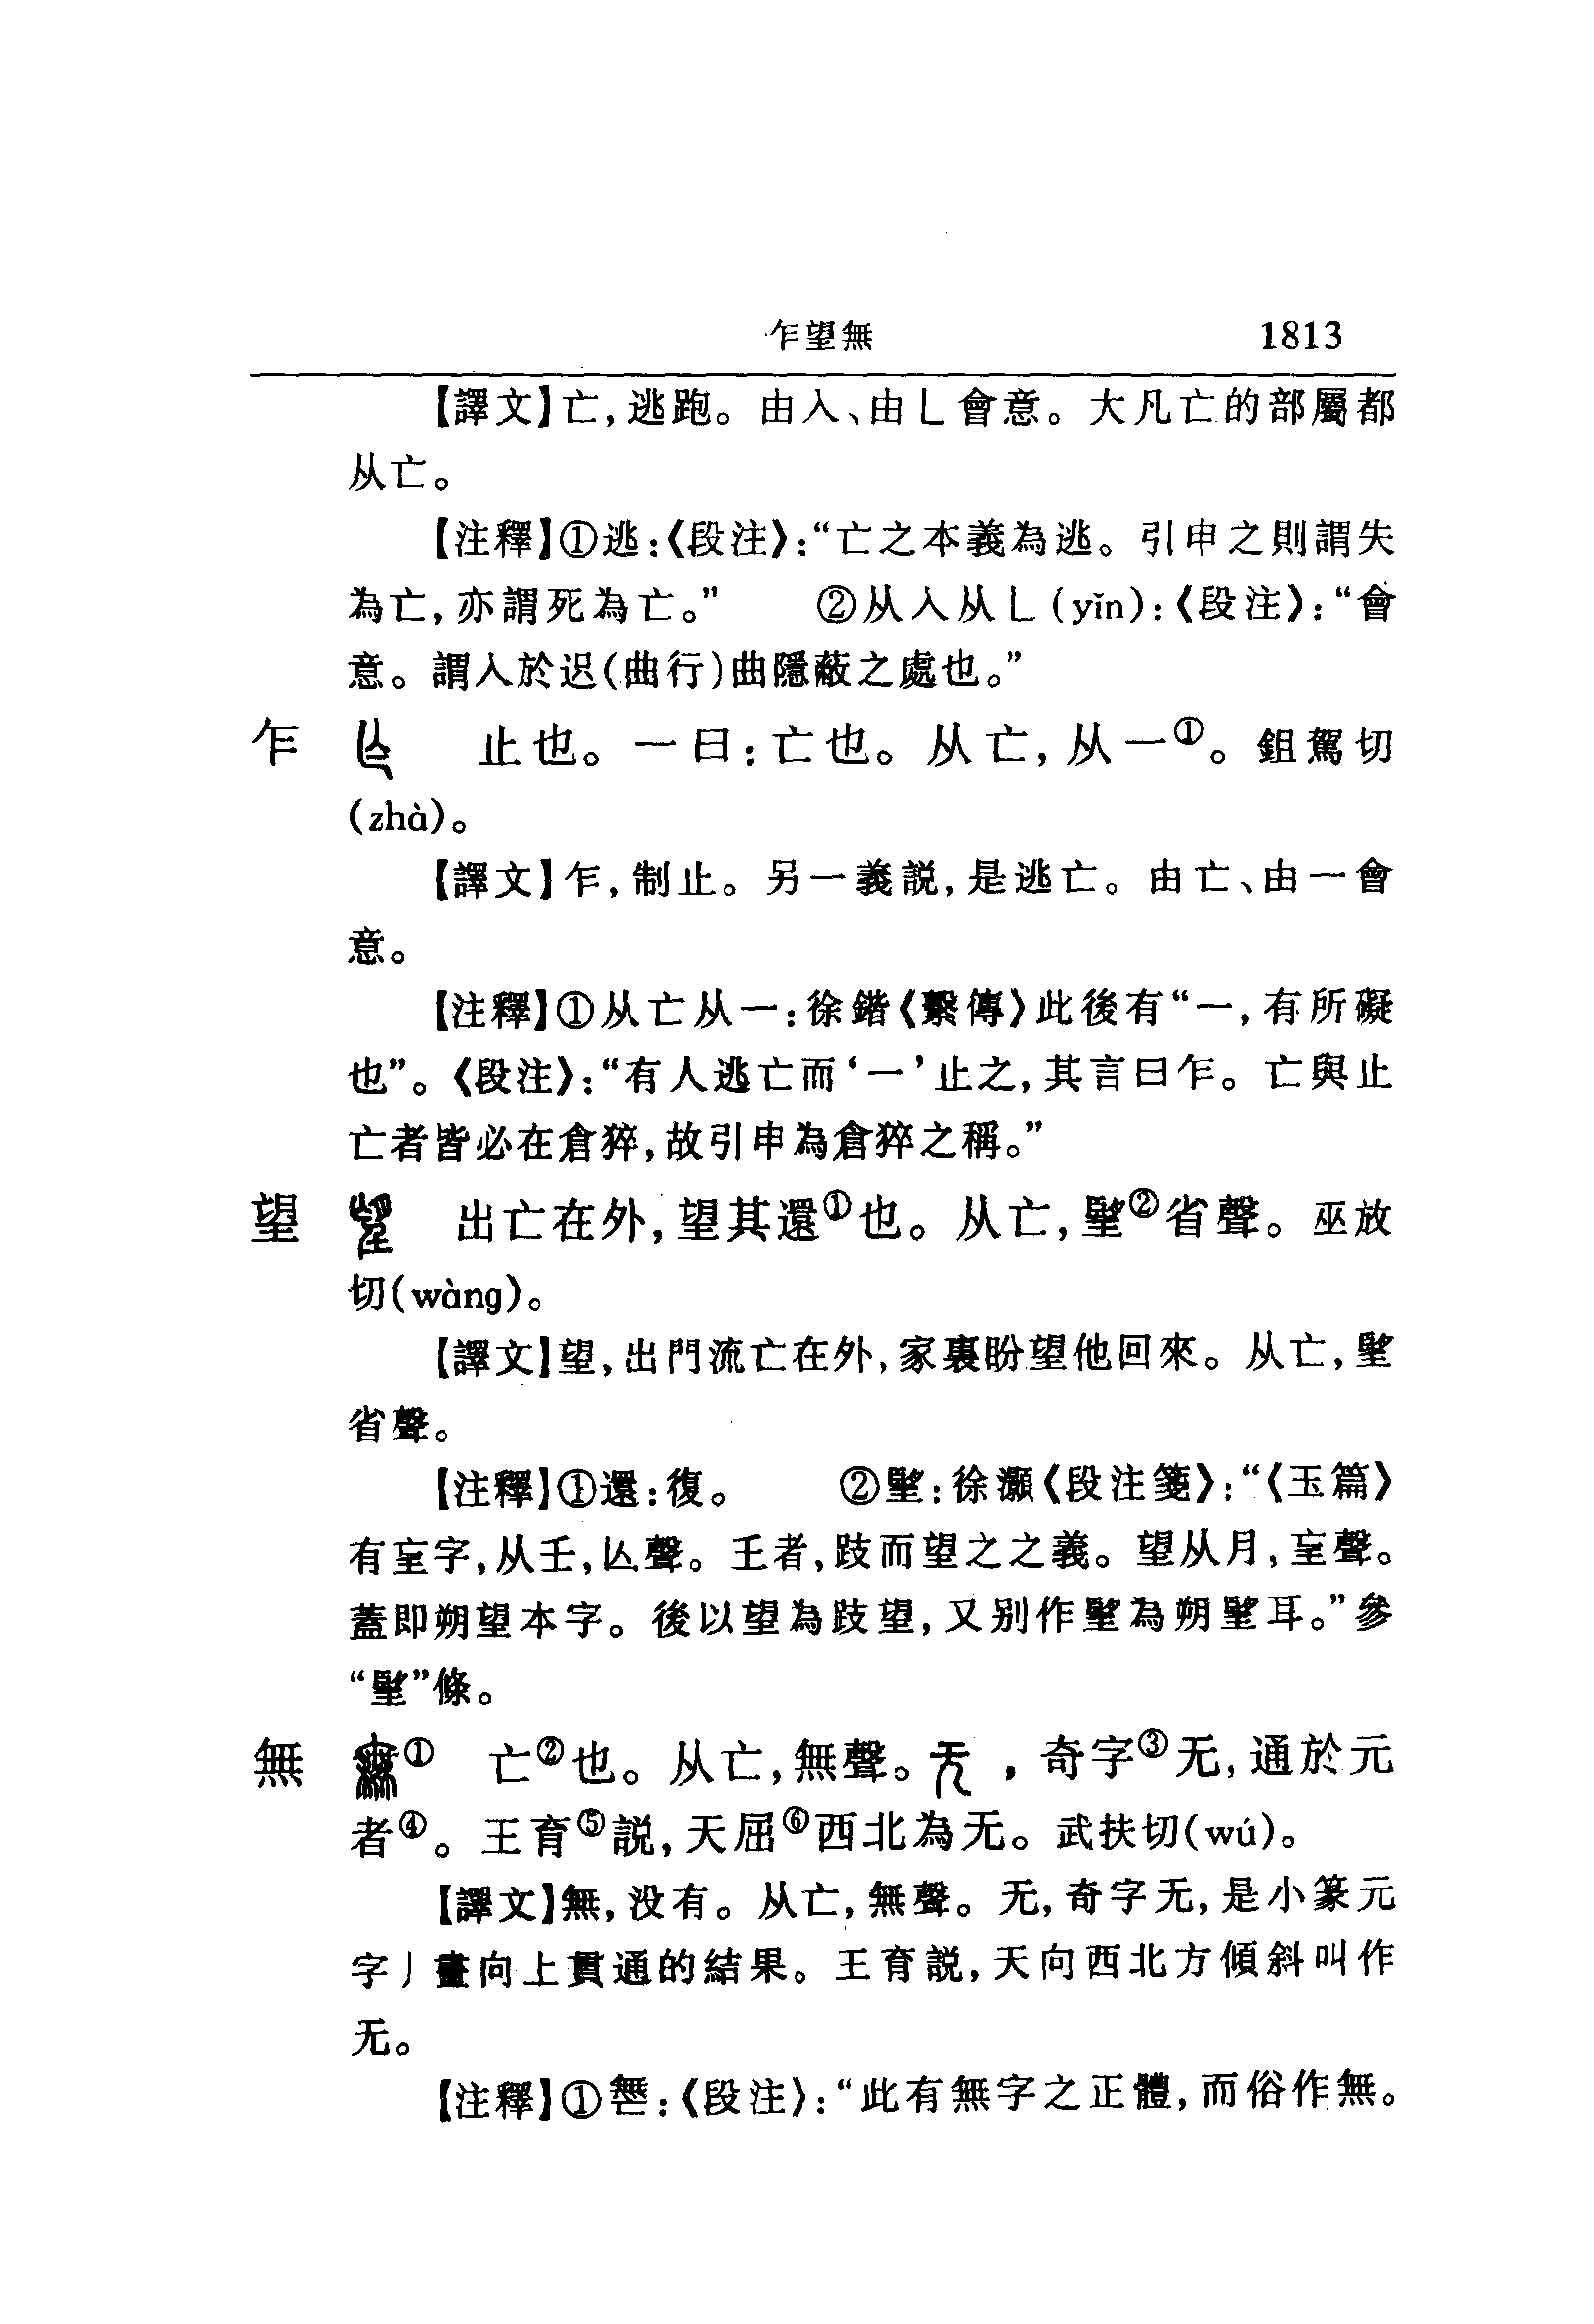 乍望無 1813
【譯文】亡,逃跑。由入、由乚會意。大凡亡的部屬都
从亡。
【注釋】①逃:《段注》:“亡之本義為逃。引申之則謂失
為亡,亦謂死為亡。” ②从入从乚(yǐn):《段注》:“會
意。謂入於迟(曲行)曲隱蔽之處也。”
乍 止也。一曰:亡也。从亡,从一①。鉏駕切
(zhà)。
【譯文】乍,制止。另一義説,是逃亡。由亡、由一會
意。
【注釋】①从亡从一:徐鍇《繫傳》此後有“一,有所礙
也”。《段注》:“有人逃亡而‘一’止之,其言曰乍。亡與止
亡者皆必在倉猝,故引申為倉猝之稱。”
望 出亡在外,望其還①也。从亡,朢②省聲。巫放
切(wàng)。
【譯文】望,出門流亡在外,家裏盼望他回來。从亡,朢
省聲。
【注釋】①還:復。 ②朢:徐灝《段注箋》:“《玉篇》
有𡈼字,从壬,亾聲。壬者,跂而望之之義。望从月,𡈼聲。
蓋即朔望本字。後以望為跂望,又别作朢為朔朢耳。”參
“朢”條。
無 ① 亡②也。从亡,無聲。 ,奇字③无,通於元
者④。王育⑤説,天屈⑥西北為无。武扶切(wú)。
【譯文】無,没有。从亡,無聲。无,奇字无,是小篆元
字丿畫向上貫通的結果。王育説,天向西北方傾斜叫作
无。
【注釋】①𣞤:《段注》:“此有無字之正體,而俗作無。